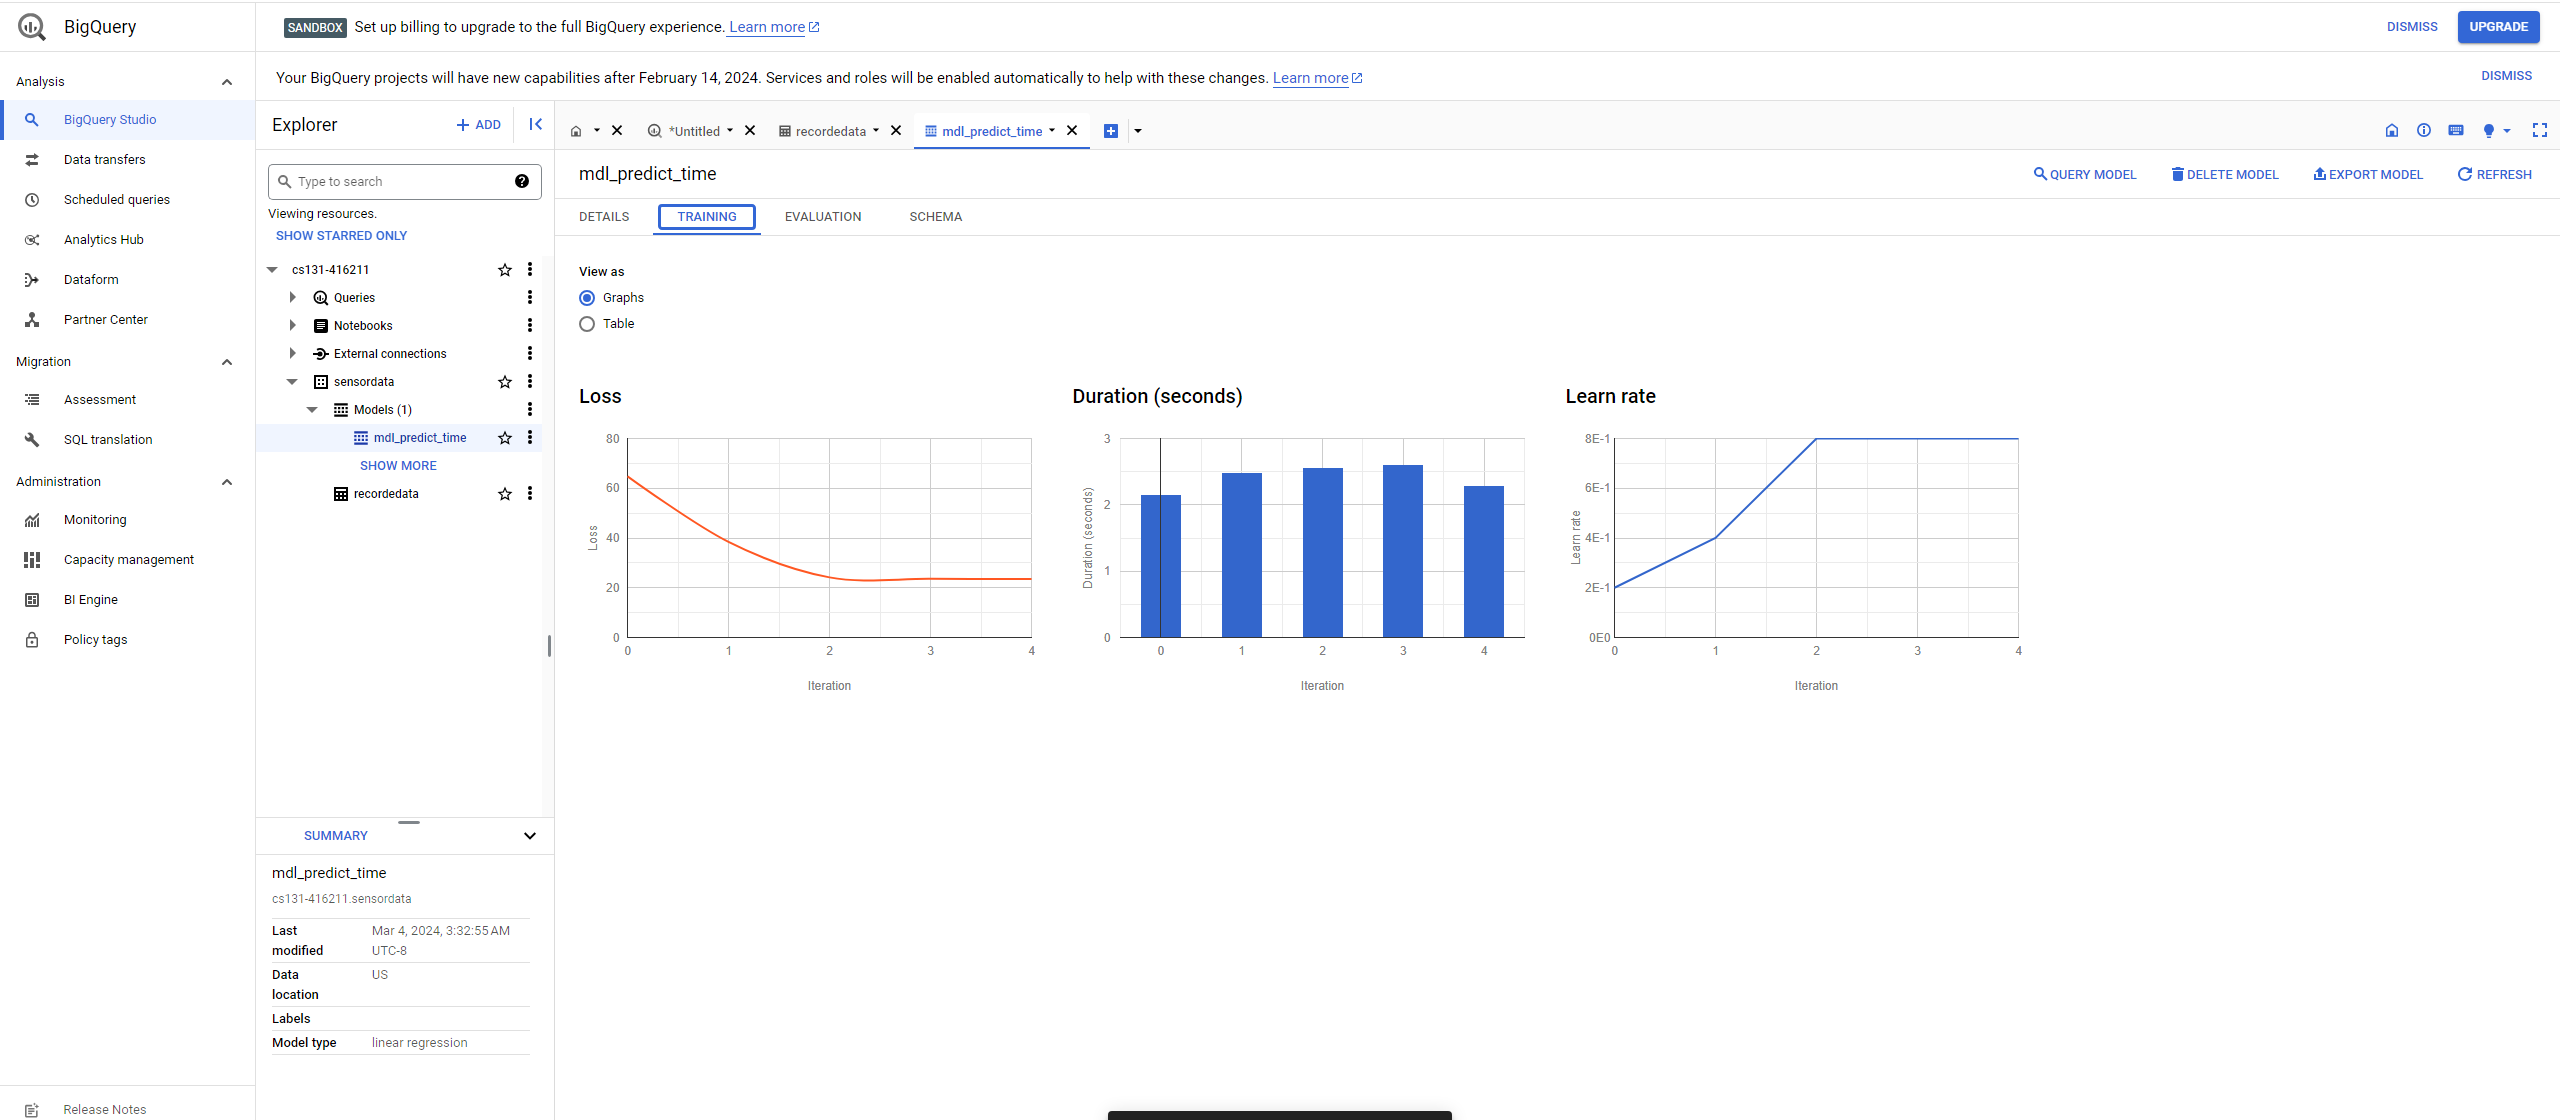 BigQuery
SANDBOX Set up billing to upgrade to the full BigQuery experience. Learn more
DISMISS
UPGRADE
Your BigQuery projects will have new capabilities after February 14, 2024. Services and roles will be enabled automatically to help with these changes. Learn more
DISMISS
Analysis
BigQuery Studio
Data transfers
Scheduled queries
Analytics Hub
Dataform
Partner Center
Migration
Assessment
SQL translation
Administration
Monitoring
Capacity management
BI Engine
Policy tags
Release Notes
Explorer
ADD
Type to search
Viewing resources.
SHOW STARRED ONLY
cs131-416211
Queries
Notebooks
External connections
sensordata
Models (1)
mdl_predict_time
SHOW MORE
recordedata
SUMMARY
mdl_predict_time
cs131-416211.sensordata
Last modified
Mar 4, 2024, 3:32:55 AM UTC-8
Data location
US
Labels
Model type
linear regression
*Untitled
recordedata
mdl_predict_time
mdl_predict_time
QUERY MODEL
DELETE MODEL
EXPORT MODEL
REFRESH
DETAILS
TRAINING
EVALUATION
SCHEMA
View as
Graphs
Table
Loss
80
60
40
20
0
Loss
0 1 2 3 4
Iteration
Duration (seconds)
3
2
1
0
Duration (seconds)
0 1 2 3 4
Iteration
Learn rate
8E-1
6E-1
4E-1
2E-1
0E0
Learn rate
0 1 2 3 4
Iteration